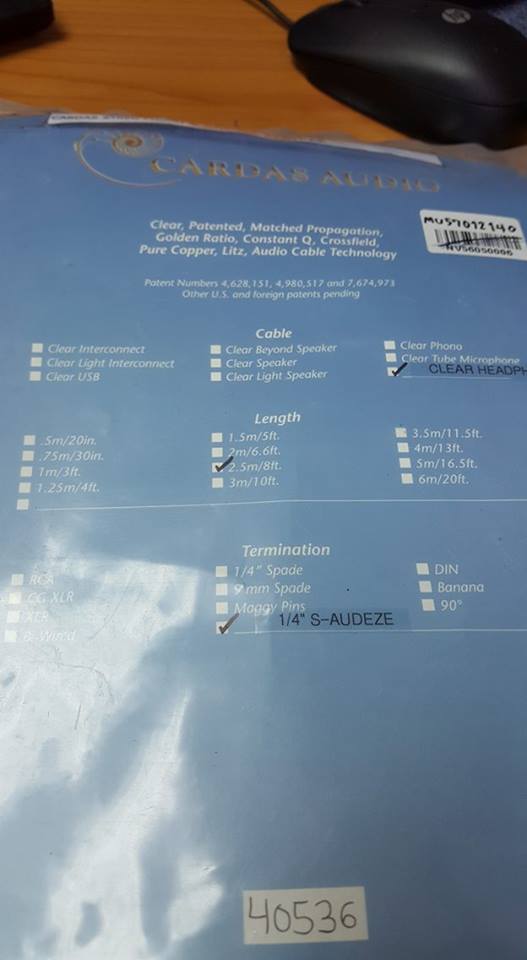 CARDAS AUDIO
MU57012140
NV56050006
Clear, Patented, Matched Propagation,
Golden Ratio, Constant Q, Crossfield,
Pure Copper, Litz, Audio Cable Technology
Patent Numbers 4,628,151, 4,980,517 and 7,674,973
Other U.S. and foreign patents pending
Cable
Clear Interconnect
Clear Light Interconnect
Clear USB
Clear Beyond Speaker
Clear Speaker
Clear Light Speaker
Clear Phono
Clear Tube Microphone
CLEAR HEADPH
Length
.5m/20in.
.75m/30in.
1m/3ft.
1.25m/4ft.
1.5m/5ft.
2m/6.6ft.
2.5m/8ft.
3m/10ft.
3.5m/11.5ft.
4m/13ft.
5m/16.5ft.
6m/20ft.
Termination
RCA
CG XLR
XLR
Bi-Wired
1/4" Spade
9 mm Spade
Maggy Pins
1/4" S-AUDEZE
DIN
Banana
90°
40536